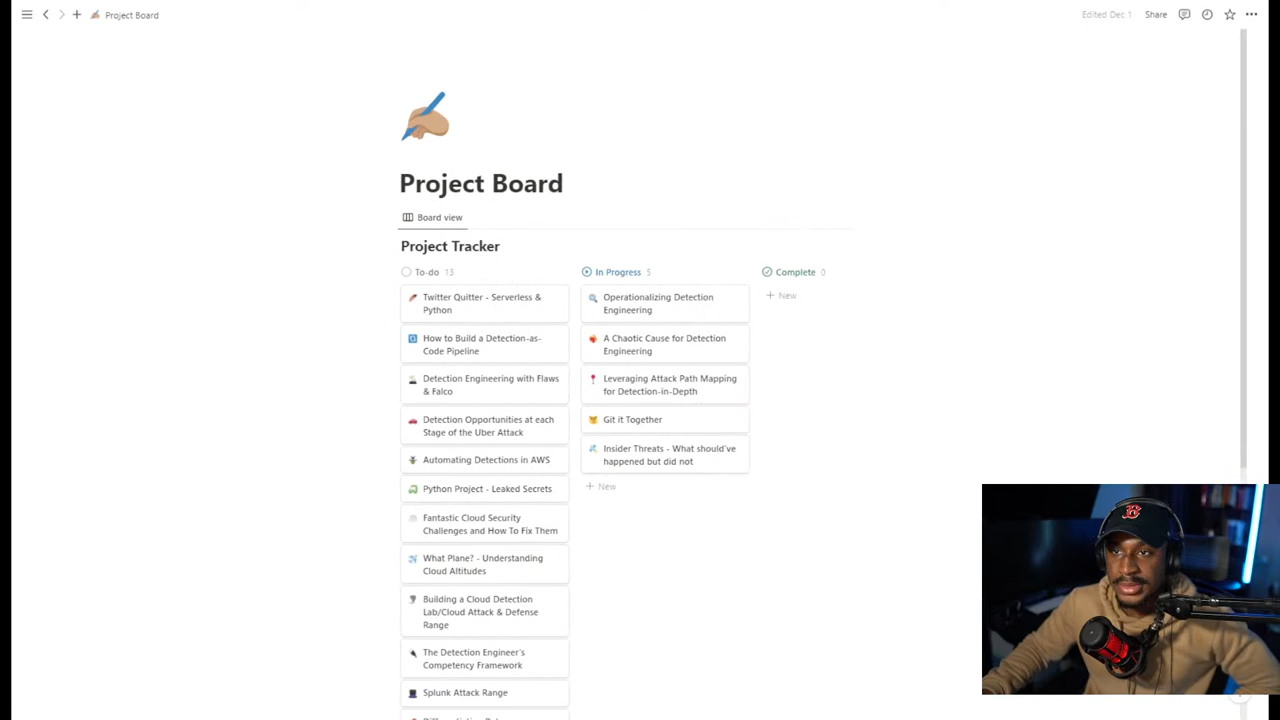 Project Board
Edited Dec 1
Share
Project Board
Board view
Project Tracker
To-do 13
Twitter Quitter - Serverless &
Python
How to Build a Detection-as-
Code Pipeline
Detection Engineering with Flaws
& Falco
Detection Opportunities at each
Stage of the Uber Attack
Automating Detections in AWS
Python Project - Leaked Secrets
Fantastic Cloud Security
Challenges and How To Fix Them
What Plane? - Understanding
Cloud Altitudes
Building a Cloud Detection
Lab/Cloud Attack & Defense
Range
The Detection Engineer's
Competency Framework
Splunk Attack Range
In Progress 5
Operationalizing Detection
Engineering
A Chaotic Cause for Detection
Engineering
Leveraging Attack Path Mapping
for Detection-in-Depth
Git it Together
Insider Threats - What should've
happened but did not
+ New
Complete 0
+ New
B